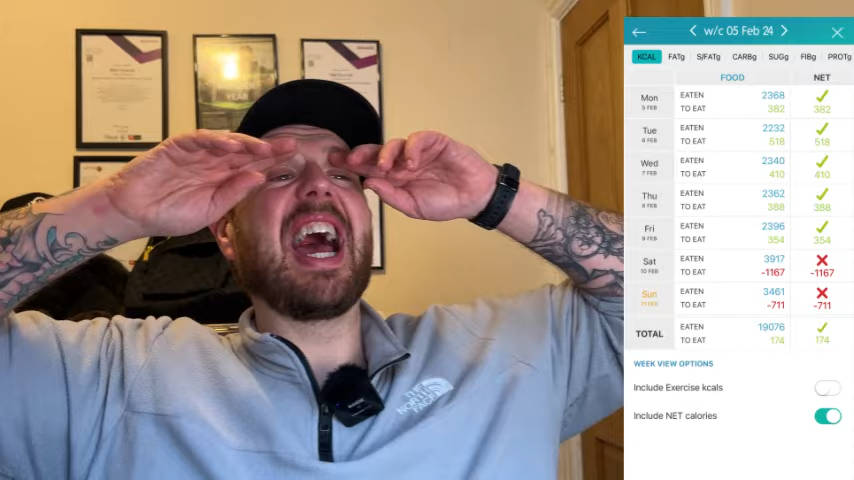 YEAR
THE
NORTH
FACE
w/c 05 Feb 24
KCAL FATg S/FATg CARBg SUGg FIBg PROTg
FOOD NET
Mon
5 FEB
EATEN 2368
TO EAT 382 382
Tue
6 FEB
EATEN 2232
TO EAT 518 518
Wed
7 FEB
EATEN 2340
TO EAT 410 410
Thu
8 FEB
EATEN 2362
TO EAT 388 388
Fri
9 FEB
EATEN 2396
TO EAT 354 354
Sat
10 FEB
EATEN 3917
TO EAT -1167 -1167
Sun
11 FEB
EATEN 3461
TO EAT -711 -711
TOTAL
EATEN 19076
TO EAT 174 174
WEEK VIEW OPTIONS
Include Exercise kcals
Include NET calories